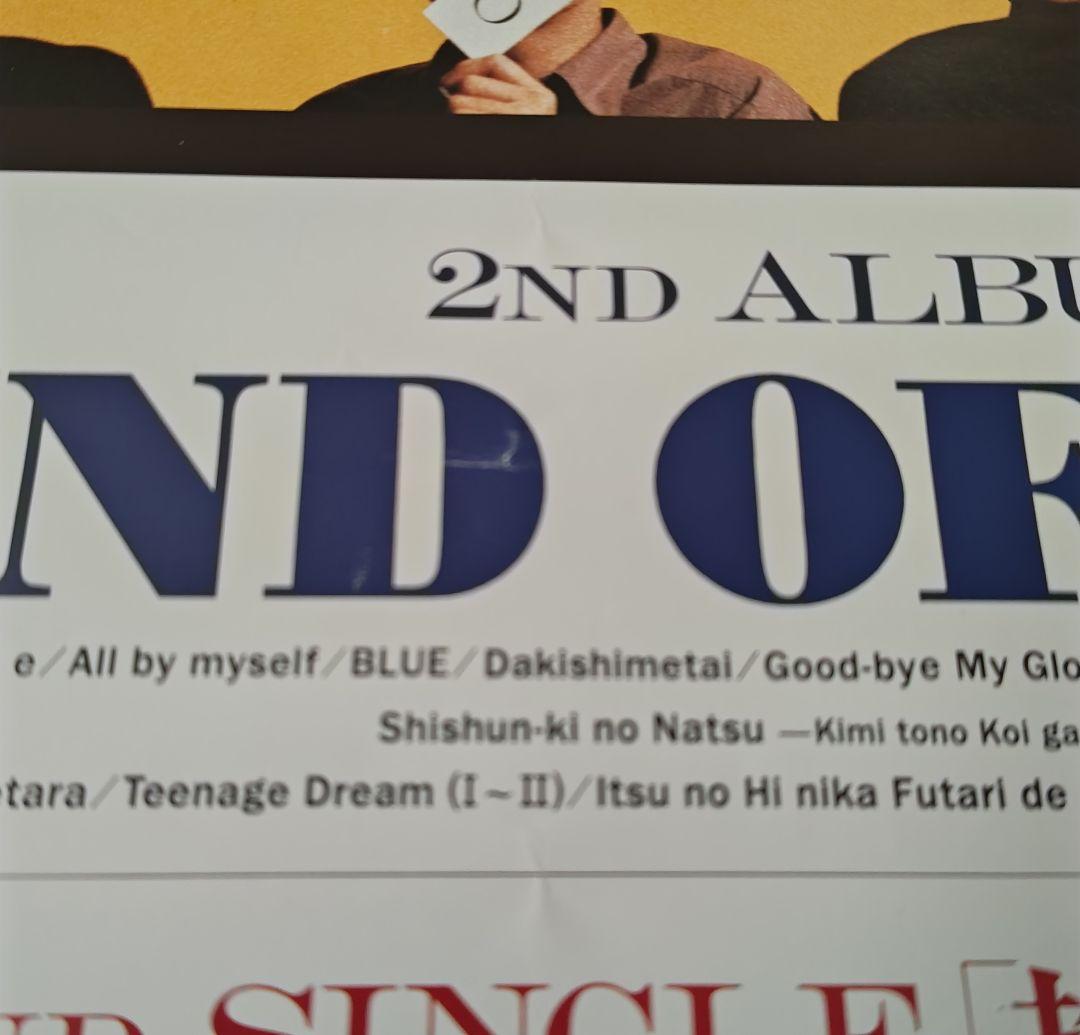 2ND ALBU
ND OF
e/All by myself/BLUE/Dakishimetai/Good-bye My Glo
Shishun-ki no Natsu —Kimi tono Koi ga
tara/Teenage Dream (I~II)/Itsu no Hi nika Futari de
ND SINGLE「